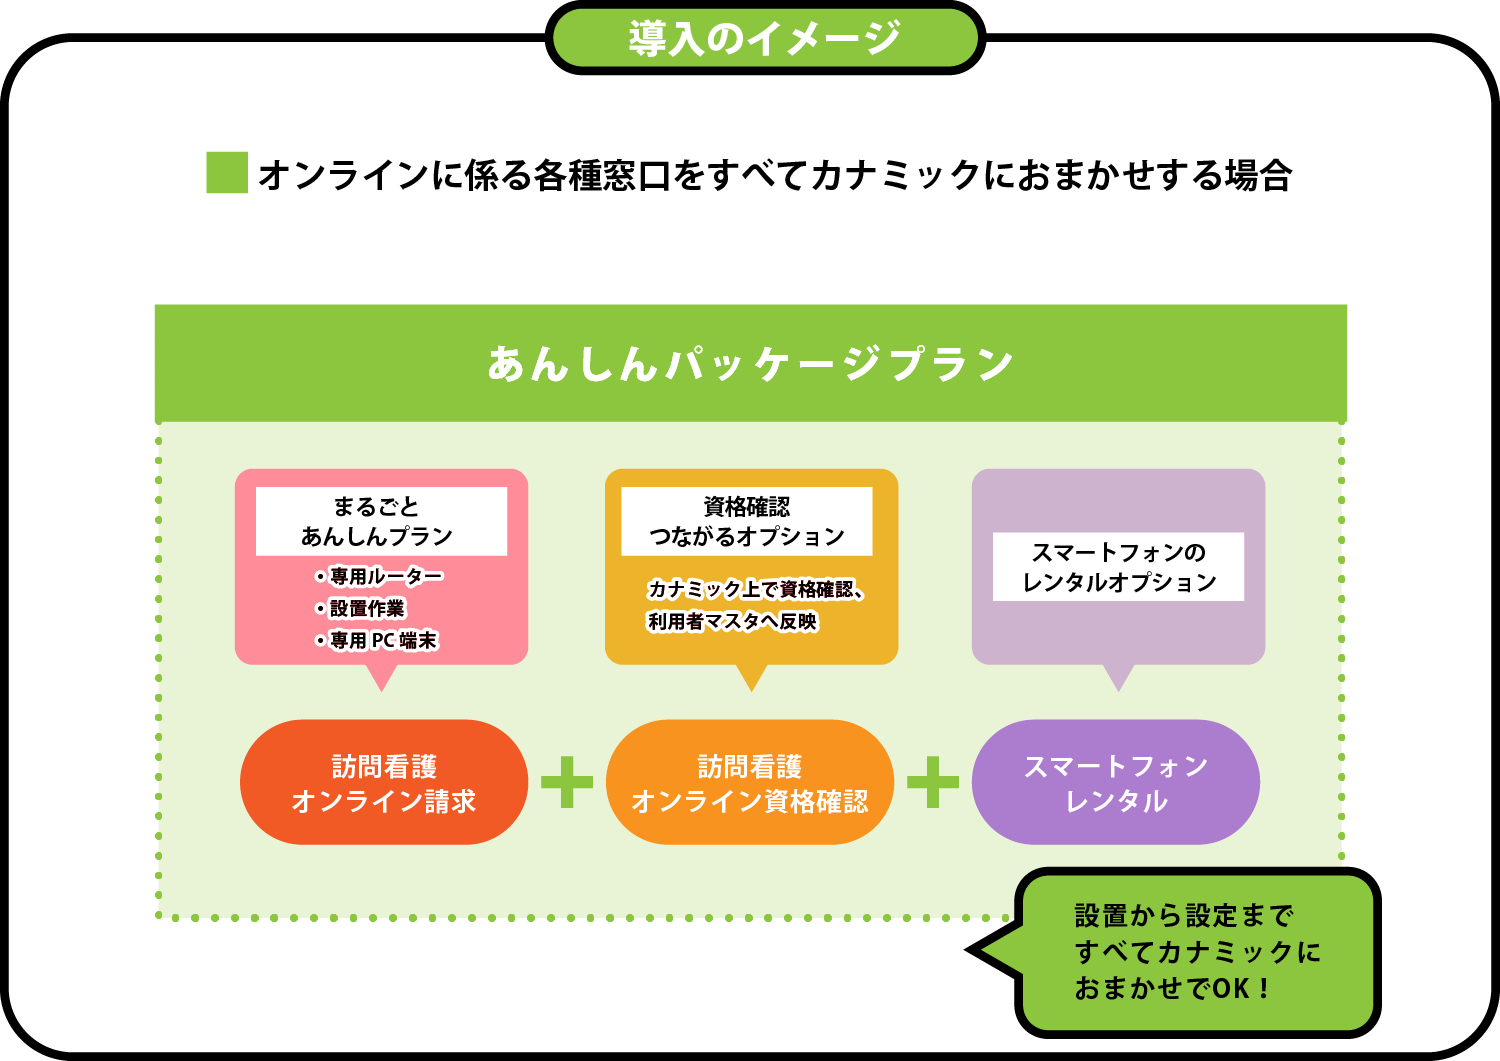 導入のイメージ
オンラインに係る各種窓口をすべてカナミックにおまかせする場合
あんしんパッケージプラン
まるごと
あんしんプラン
・専用ルーター
・設置作業
・専用PC端末
資格確認
つながるオプション
カナミック上で資格確認、
利用者マスタへ反映
スマートフォンの
レンタルオプション
訪問看護
オンライン請求
+
訪問看護
オンライン資格確認
+
スマートフォン
レンタル
設置から設定まで
すべてカナミックに
おまかせでOK！